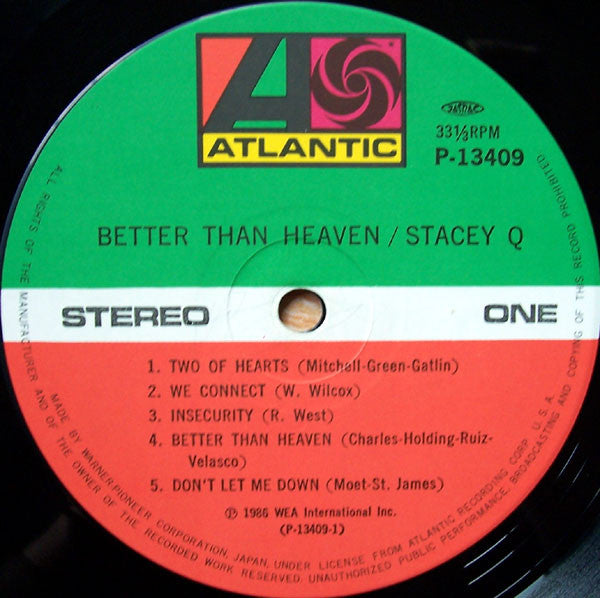 ATLANTIC
JASRAC
33⅓RPM
P-13409
BETTER THAN HEAVEN / STACEY Q
STEREO
ONE
1. TWO OF HEARTS (Mitchell-Green-Gatlin)
2. WE CONNECT (W. Wilcox)
3. INSECURITY (R. West)
4. BETTER THAN HEAVEN (Charles-Holding-Ruiz-
Velasco)
5. DON'T LET ME DOWN (Moet-St. James)
Ⓟ 1986 WEA International Inc.
(P-13409-1)
MADE BY WARNER-PIONEER CORPORATION, JAPAN, UNDER LICENSE FROM ATLANTIC RECORDING CORP. U. S. A.
ALL RIGHTS OF THE MANUFACTURER AND OF THE OWNER OF THE RECORDED WORK RESERVED. UNAUTHORIZED PUBLIC PERFORMANCE, BROADCASTING AND COPYING OF THIS RECORD PROHIBITED